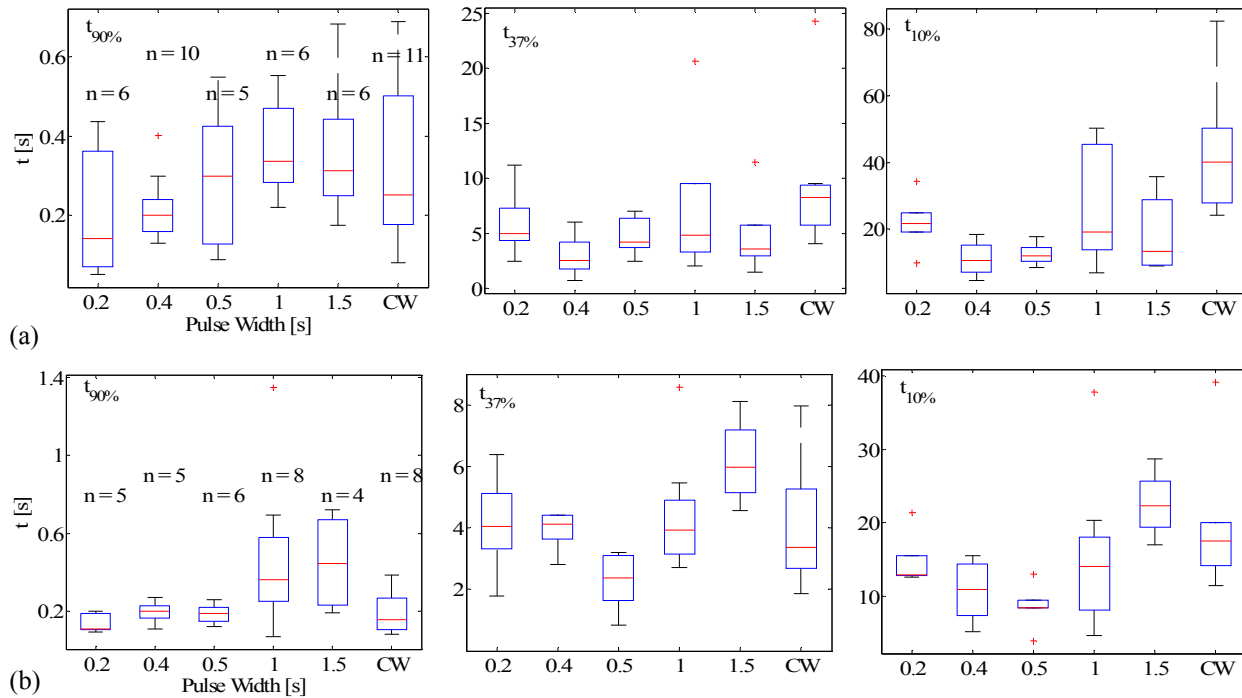 t90% t37% t10%
n=6 n=10 n=5 n=6 n=6 n=11
t [s]
0.6 0.4 0.2
25 20 15 10 5 0
80 60 40 20
0.2 0.4 0.5 1 1.5 CW
Pulse Width [s]
0.2 0.4 0.5 1 1.5 CW
0.2 0.4 0.5 1 1.5 CW
(a)
t90% t37% t10%
n=5 n=5 n=6 n=8 n=4 n=8
t [s]
1.4 1 0.6 0.2
8 6 4 2
40 30 20 10
0.2 0.4 0.5 1 1.5 CW
Pulse Width [s]
0.2 0.4 0.5 1 1.5 CW
0.2 0.4 0.5 1 1.5 CW
(b)